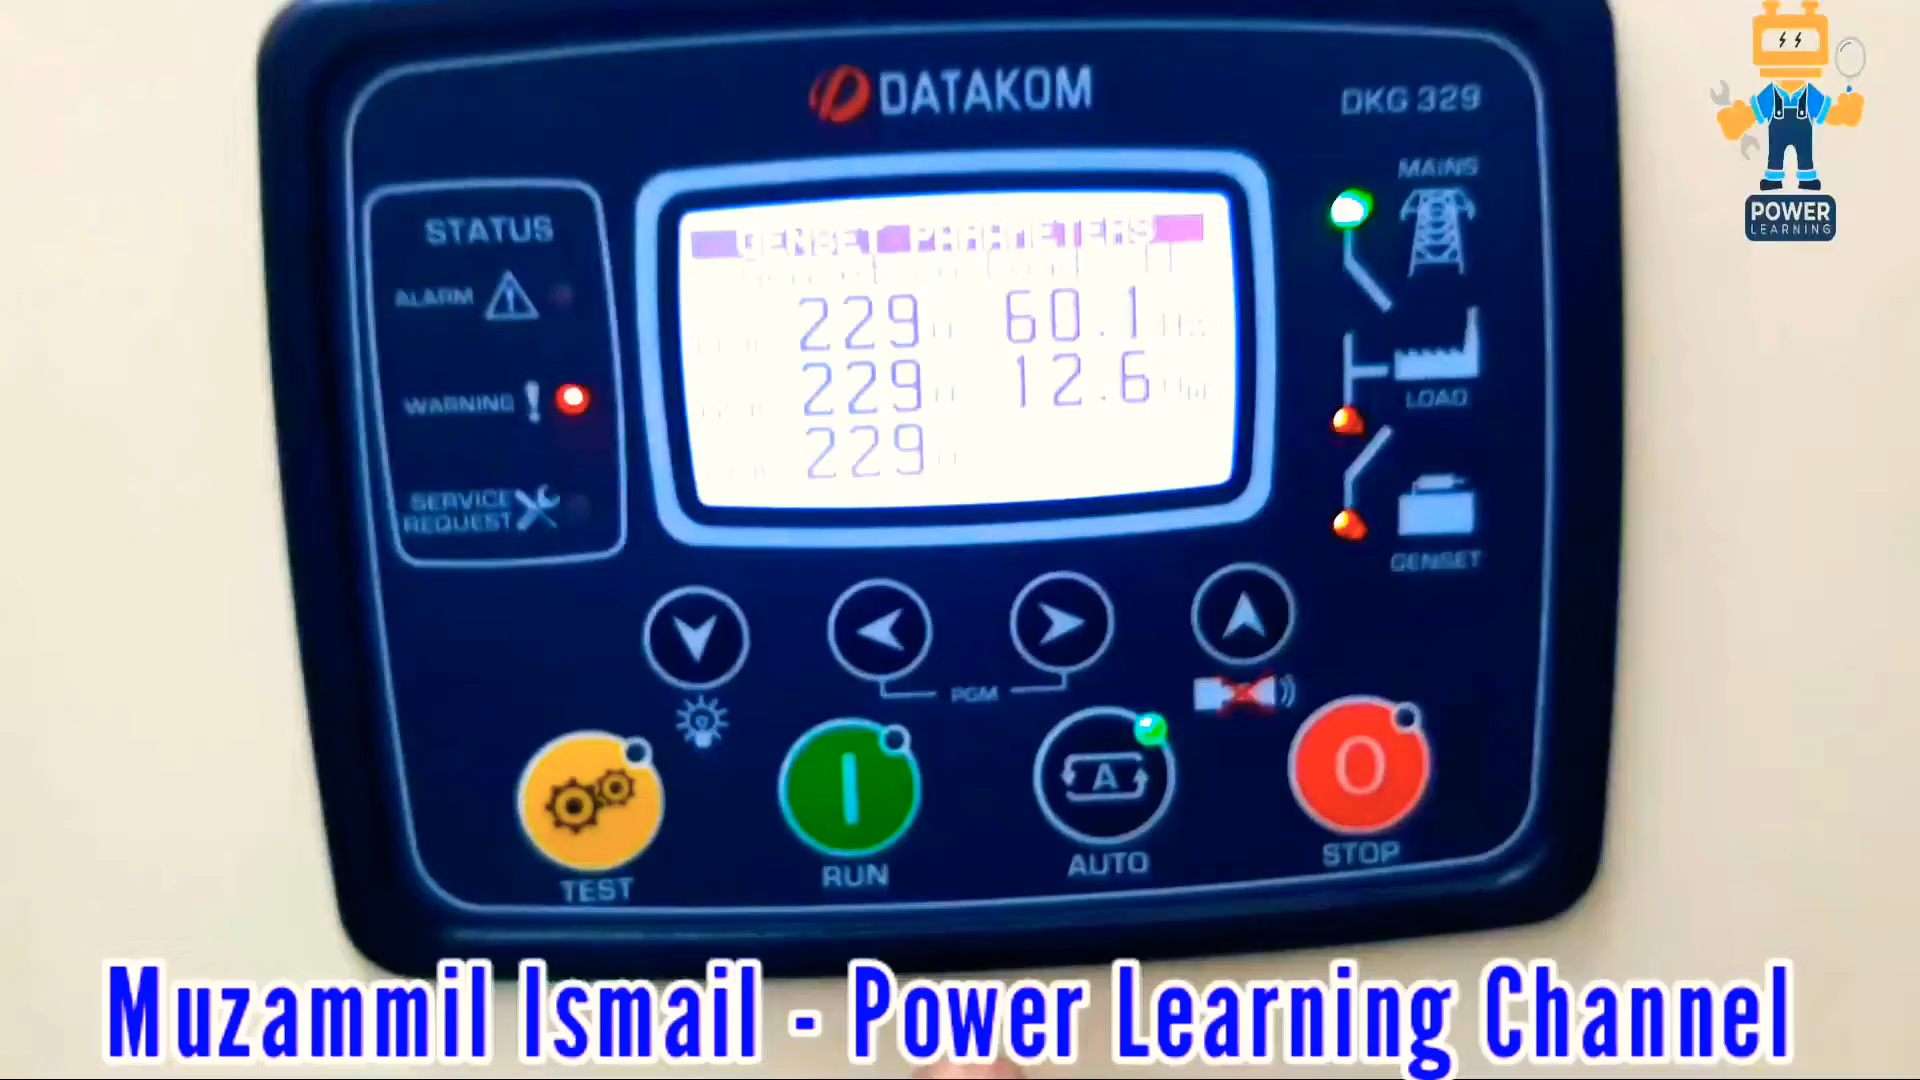 DATAKOM
DKG 329
MAINS
POWER
LEARNING
STATUS
ALARM
WARNING !
SERVICE
REQUEST
GENSET PARAMETERS
229 60.1 Hz
229 12.6
229
LOAD
GENSET
PGM
A
TEST
RUN
AUTO
STOP
Muzammil Ismail - Power Learning Channel